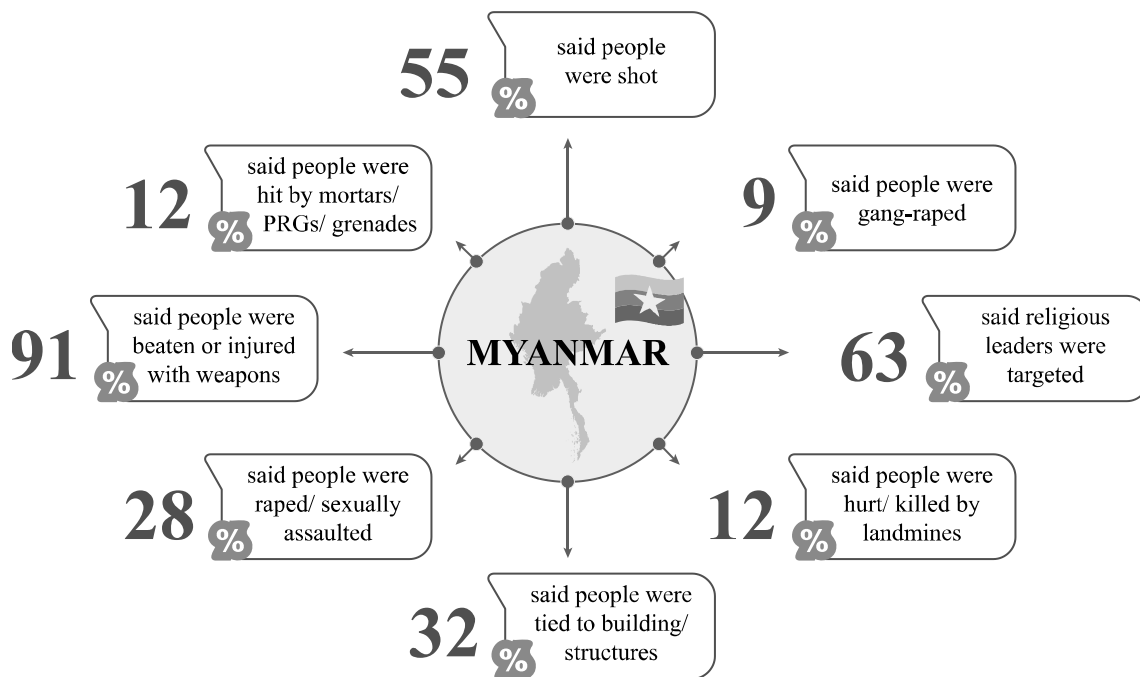 55
%
said people
were shot
12
%
said people were
hit by mortars/
PRGs/ grenades
9
%
said people were
gang-raped
91
%
said people were
beaten or injured
with weapons
MYANMAR
63
%
said religious
leaders were
targeted
28
%
said people were
raped/ sexually
assaulted
12
%
said people were
hurt/ killed by
landmines
32
%
said people were
tied to building/
structures